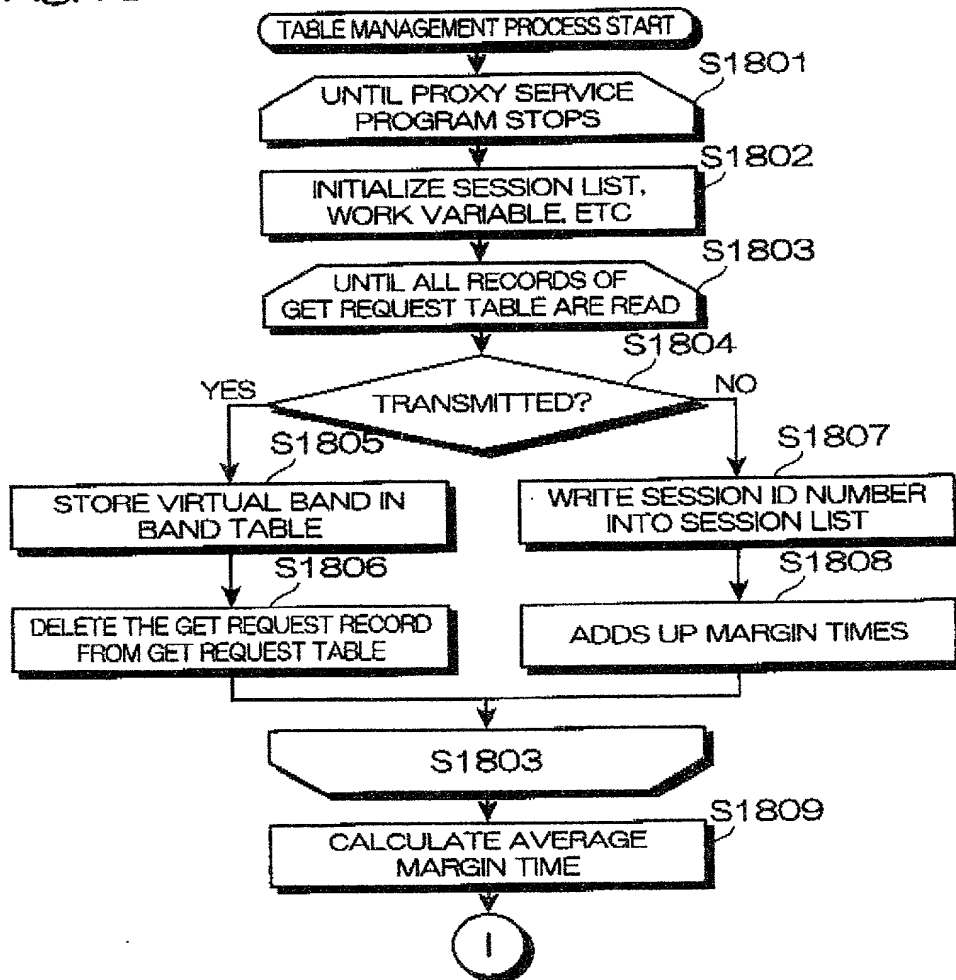 TABLE MANAGEMENT PROCESS START
S1801
UNTIL PROXY SERVICE
PROGRAM STOPS
S1802
INITIALIZE SESSION LIST,
WORK VARIABLE, ETC
S1803
UNTIL ALL RECORDS OF
GET REQUEST TABLE ARE READ
S1804
YES
TRANSMITTED?
NO
S1805
STORE VIRTUAL BAND IN
BAND TABLE
S1807
WRITE SESSION ID NUMBER
INTO SESSION LIST
S1806
DELETE THE GET REQUEST RECORD
FROM GET REQUEST TABLE
S1808
ADDS UP MARGIN TIMES
S1803
S1809
CALCULATE AVERAGE
MARGIN TIME
I